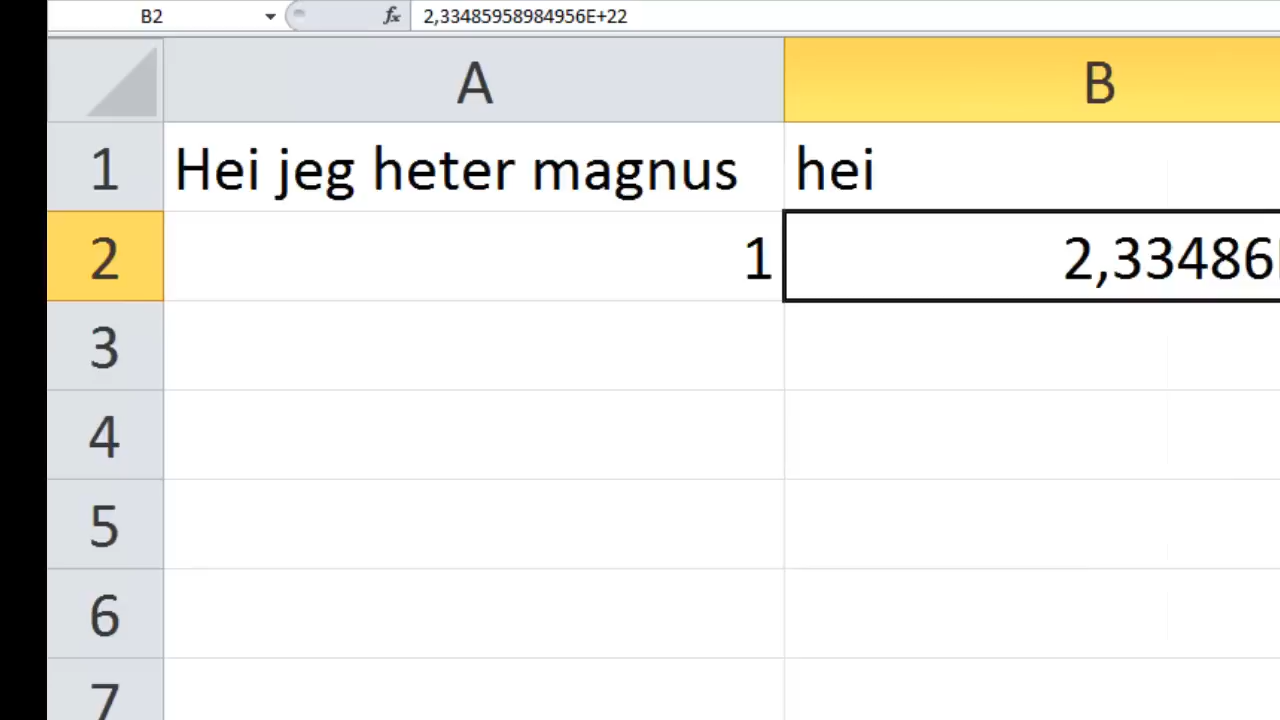 B2 fx 2,33485958984956E+22
A B
1 Hei jeg heter magnus hei
2 1 2,33486
3
4
5
6
7